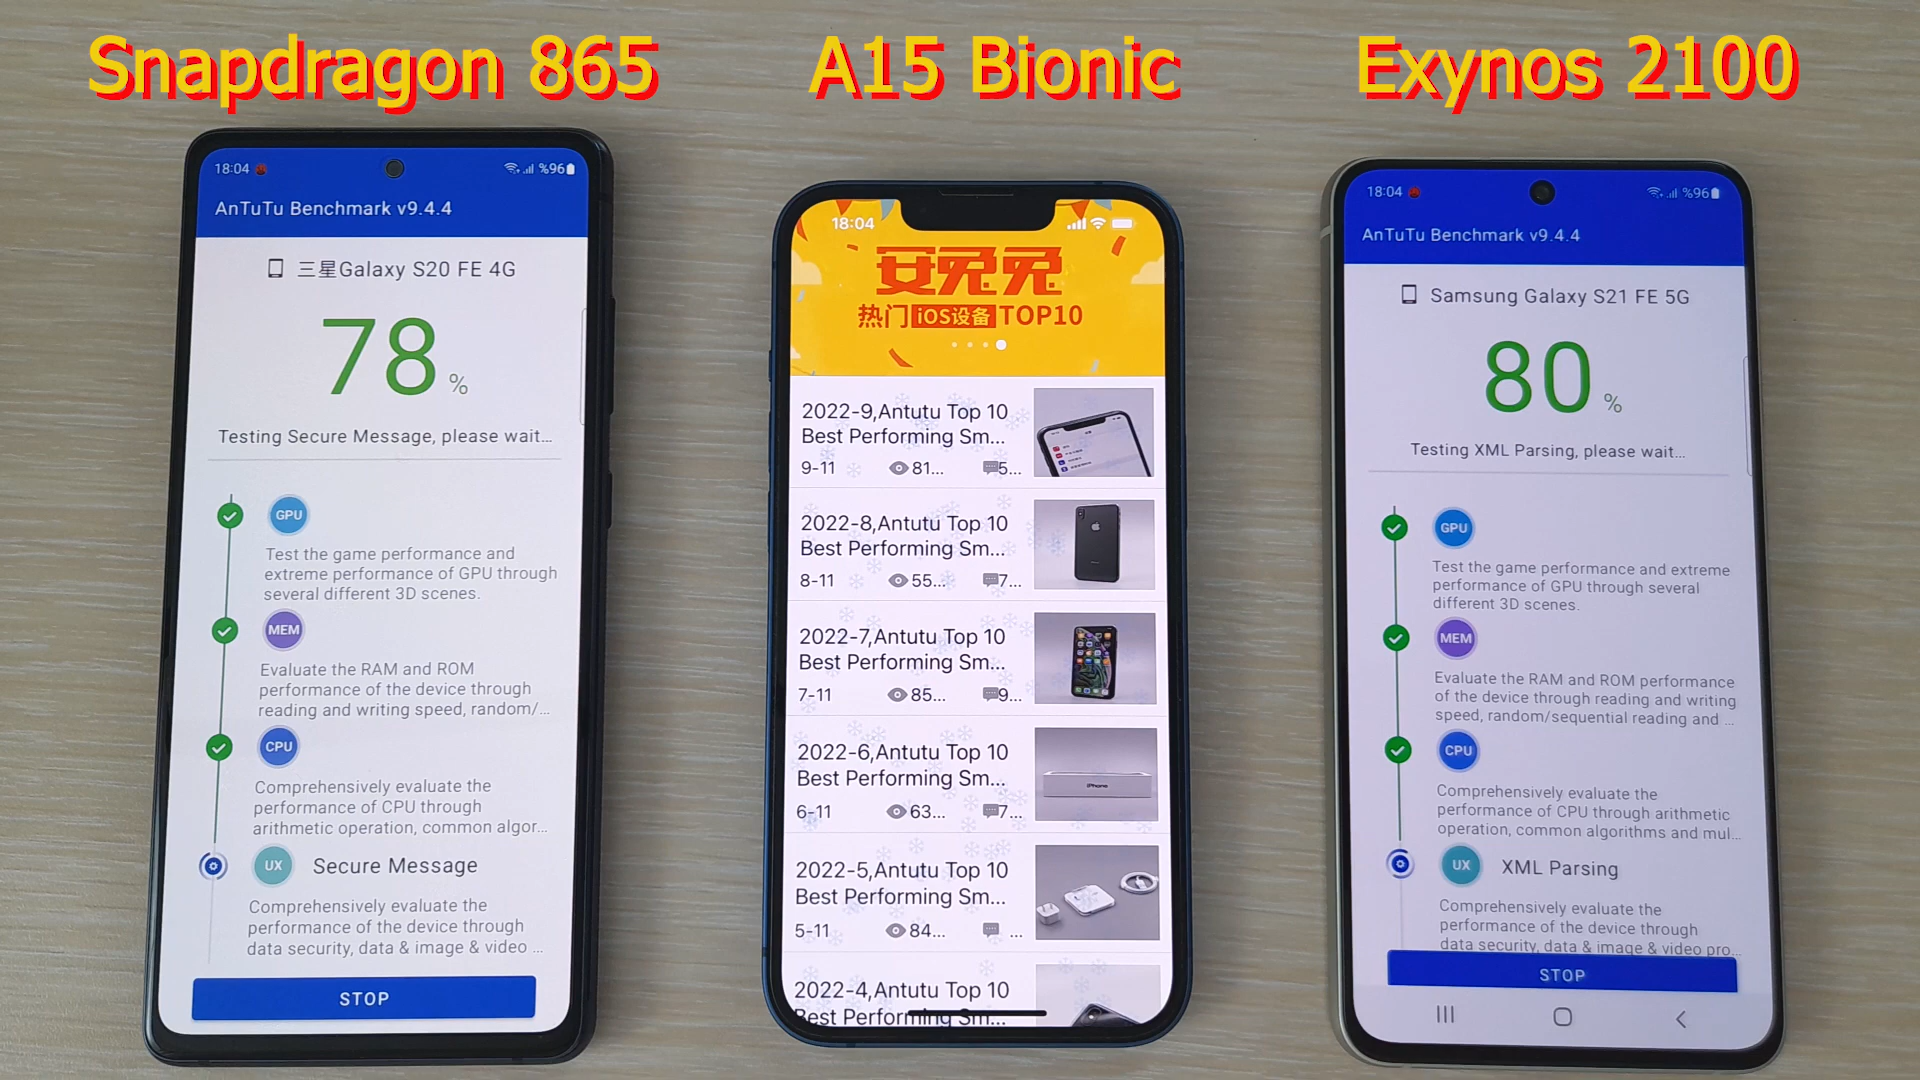 Snapdragon 865
A15 Bionic
Exynos 2100
18:04
%96
AnTuTu Benchmark v9.4.4
三星Galaxy S20 FE 4G
78 %
Testing Secure Message, please wait...
GPU
Test the game performance and
extreme performance of GPU through
several different 3D scenes.
MEM
Evaluate the RAM and ROM
performance of the device through
reading and writing speed, random/...
CPU
Comprehensively evaluate the
performance of CPU through
arithmetic operation, common algor...
UX Secure Message
Comprehensively evaluate the
performance of the device through
data security, data & image & video ...
STOP
18:04
安兔兔
热门iOS设备TOP10
2022-9,Antutu Top 10
Best Performing Sm...
9-11 81... 5...
2022-8,Antutu Top 10
Best Performing Sm...
8-11 55... 7...
2022-7,Antutu Top 10
Best Performing Sm...
7-11 85... 9...
2022-6,Antutu Top 10
Best Performing Sm...
6-11 63... 7...
iPhone
2022-5,Antutu Top 10
Best Performing Sm...
5-11 84... ...
2022-4,Antutu Top 10
Best Performing Sm...
18:04
%96
AnTuTu Benchmark v9.4.4
Samsung Galaxy S21 FE 5G
80 %
Testing XML Parsing, please wait...
GPU
Test the game performance and extreme
performance of GPU through several
different 3D scenes.
MEM
Evaluate the RAM and ROM performance
of the device through reading and writing
speed, random/sequential reading and ...
CPU
Comprehensively evaluate the
performance of CPU through arithmetic
operation, common algorithms and mul...
UX XML Parsing
Comprehensively evaluate the
performance of the device through
data security, data & image & video pro...
STOP